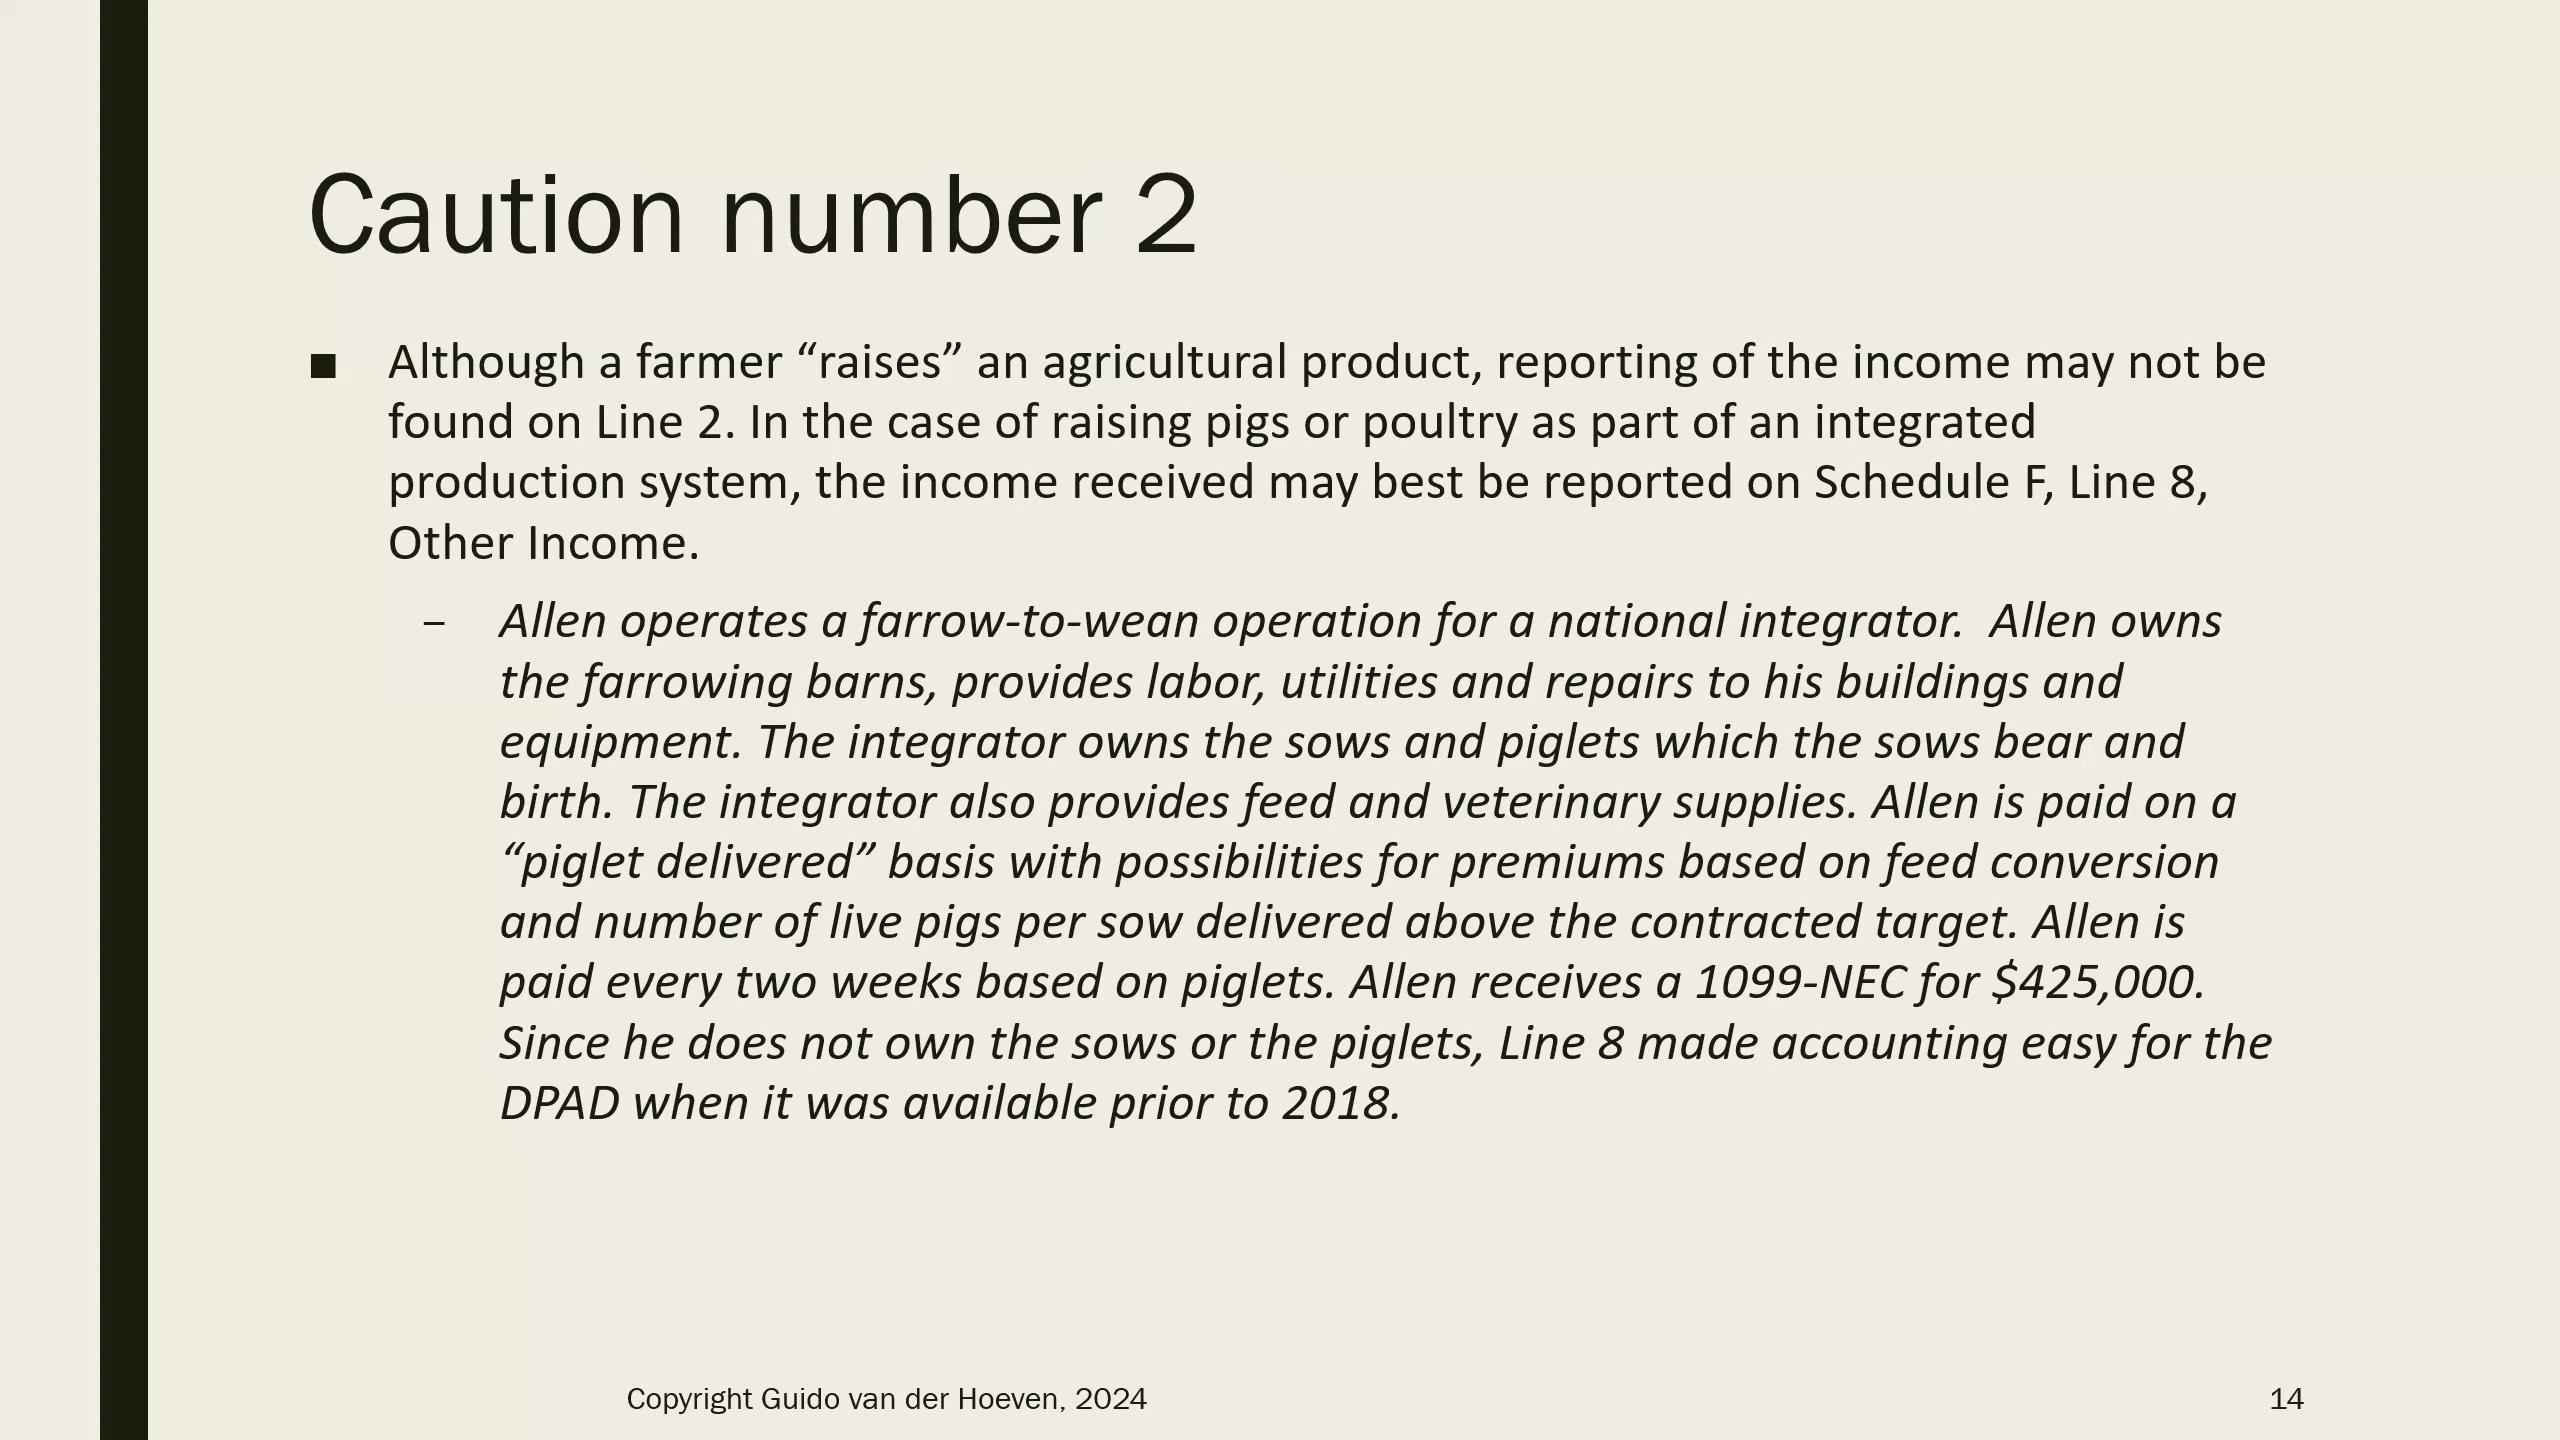 Caution number 2
■ Although a farmer “raises” an agricultural product, reporting of the income may not be
found on Line 2. In the case of raising pigs or poultry as part of an integrated
production system, the income received may best be reported on Schedule F, Line 8,
Other Income.
– Allen operates a farrow-to-wean operation for a national integrator.  Allen owns
the farrowing barns, provides labor, utilities and repairs to his buildings and
equipment. The integrator owns the sows and piglets which the sows bear and
birth. The integrator also provides feed and veterinary supplies. Allen is paid on a
“piglet delivered” basis with possibilities for premiums based on feed conversion
and number of live pigs per sow delivered above the contracted target. Allen is
paid every two weeks based on piglets. Allen receives a 1099-NEC for $425,000.
Since he does not own the sows or the piglets, Line 8 made accounting easy for the
DPAD when it was available prior to 2018.
Copyright Guido van der Hoeven, 2024
14